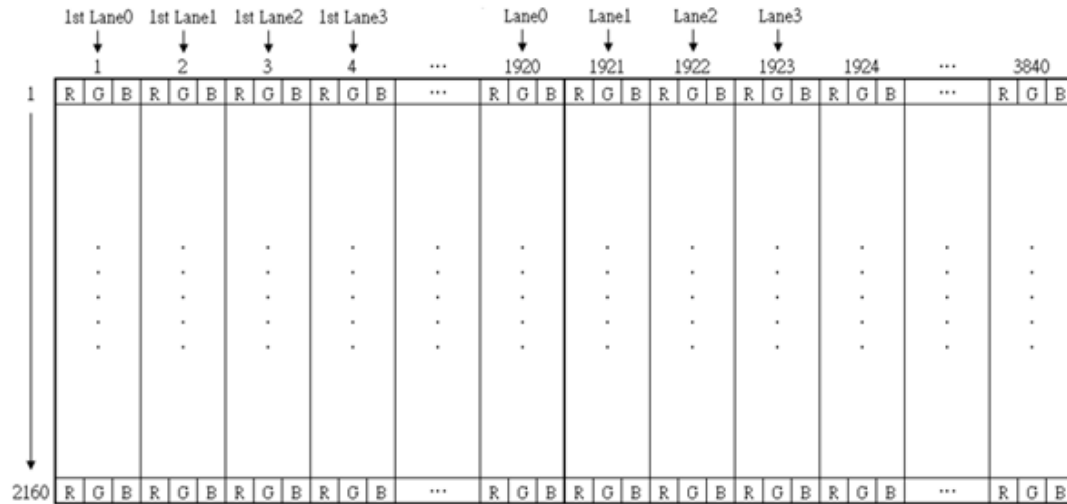 1st Lane0 1st Lane1 1st Lane2 1st Lane3 Lane0 Lane1 Lane2 Lane3
1 2 3 4 ... 1920 1921 1922 1923 1924 ... 3840
1 R G B R G B R G B R G B ... R G B R G B R G B R G B R G B ... R G B
2160 R G B R G B R G B R G B ... R G B R G B R G B R G B R G B ... R G B